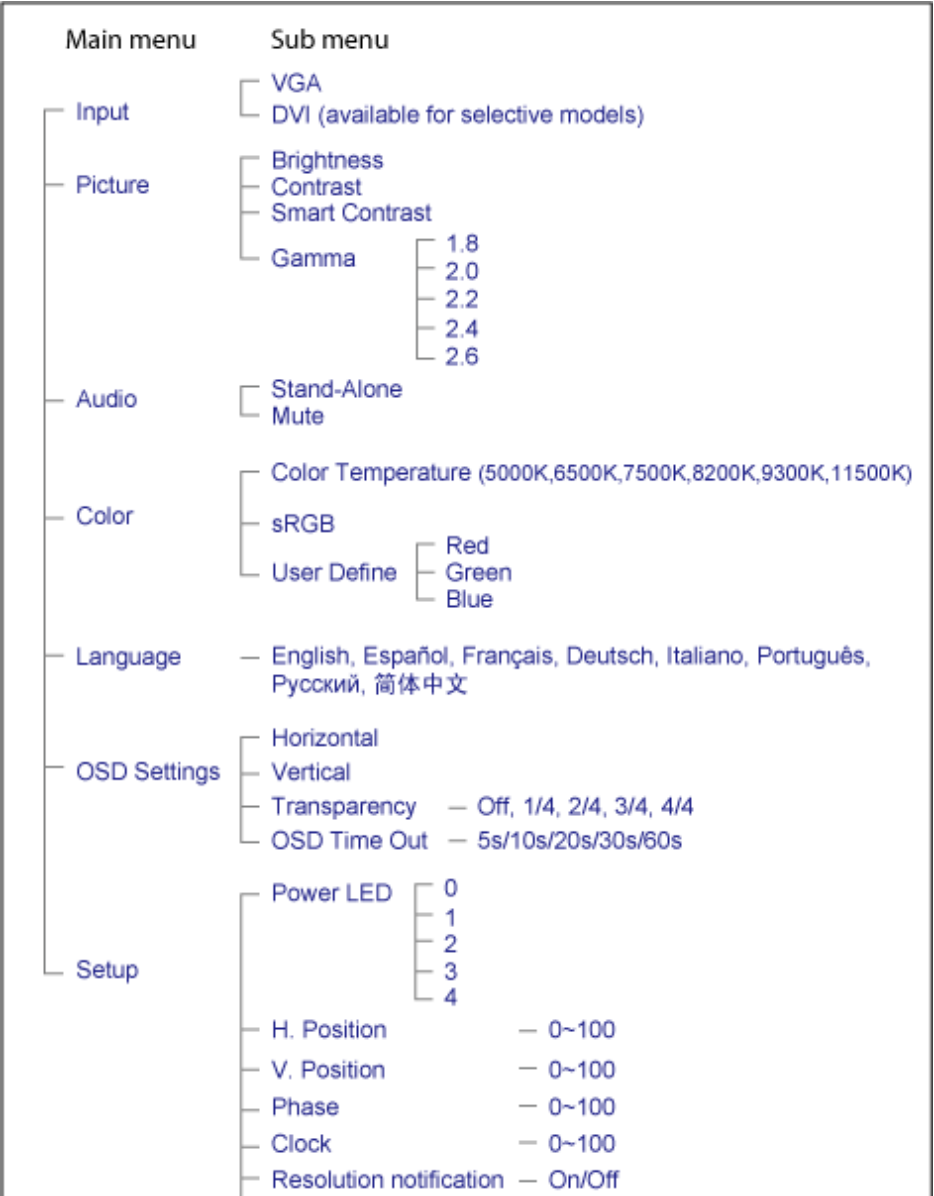 Main menu Sub menu
VGA
Input
DVI (available for selective models)
Brightness
Picture
Contrast
Smart Contrast
Gamma
1.8
2.0
2.2
2.4
2.6
Audio
Stand-Alone
Mute
Color Temperature (5000K,6500K,7500K,8200K,9300K,11500K)
Color
sRGB
User Define
Red
Green
Blue
Language
English, Español, Français, Deutsch, Italiano, Português,
Русский, 简体中文
Horizontal
OSD Settings
Vertical
Transparency Off, 1/4, 2/4, 3/4, 4/4
OSD Time Out 5s/10s/20s/30s/60s
Power LED
0
1
2
3
4
Setup
H. Position 0~100
V. Position 0~100
Phase 0~100
Clock 0~100
Resolution notification On/Off